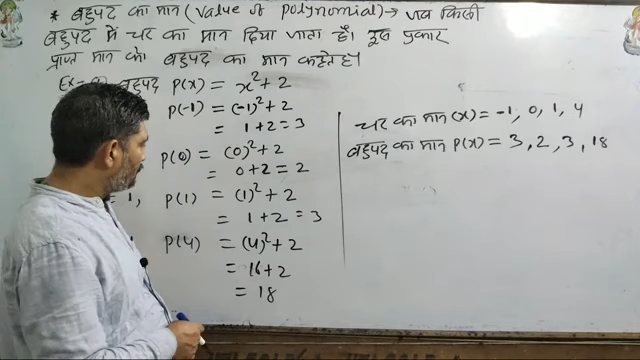 * बहुपद का मान (Value of Polynomial) → जब किसी
बहुपद में चर का मान दिया जाता है। इस प्रकार
प्राप्त मान को बहुपद का मान कहते है।
Ex- बहुपद P(x) = x² + 2
P(-1) = (-1)² + 2
= 1 + 2 = 3
P(0) = (0)² + 2
= 0 + 2 = 2
= 1, P(1) = (1)² + 2
= 1 + 2 = 3
P(4) = (4)² + 2
= 16 + 2
= 18
चर का मान (x) = -1, 0, 1, 4
बहुपद का मान P(x) = 3, 2, 3, 18